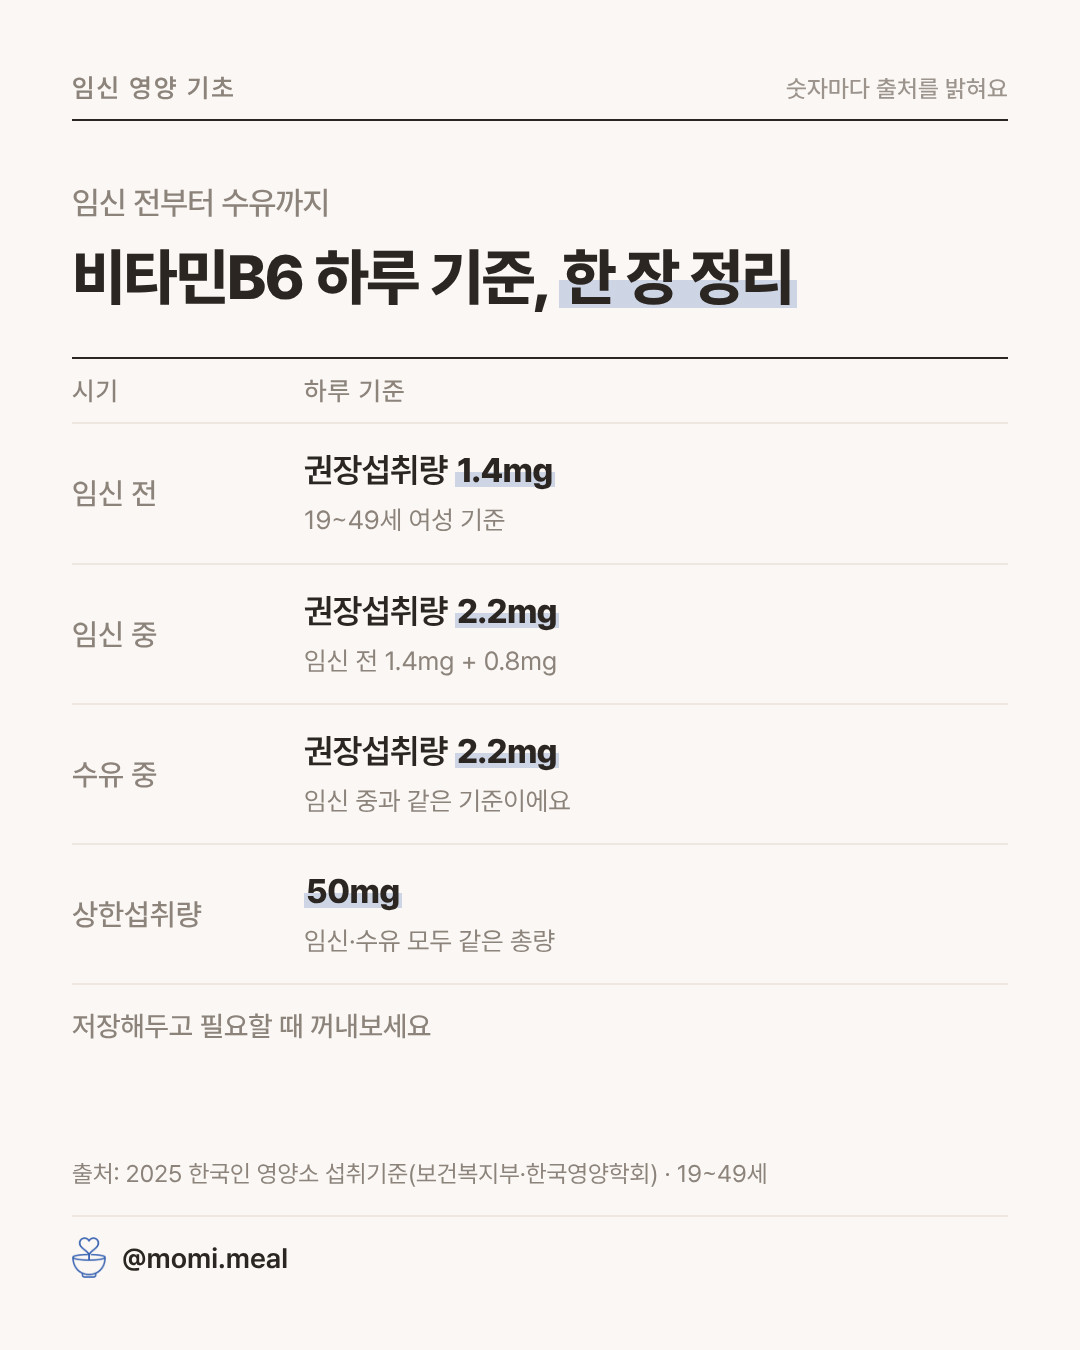 임신 영양 기초
숫자마다 출처를 밝혀요
임신 전부터 수유까지
비타민B6 하루 기준, 한 장 정리
시기 하루 기준
임신 전
권장섭취량 1.4mg
19~49세 여성 기준
임신 중
권장섭취량 2.2mg
임신 전 1.4mg + 0.8mg
수유 중
권장섭취량 2.2mg
임신 중과 같은 기준이에요
상한섭취량
50mg
임신·수유 모두 같은 총량
저장해두고 필요할 때 꺼내보세요
출처: 2025 한국인 영양소 섭취기준(보건복지부·한국영양학회) · 19~49세
@momi.meal